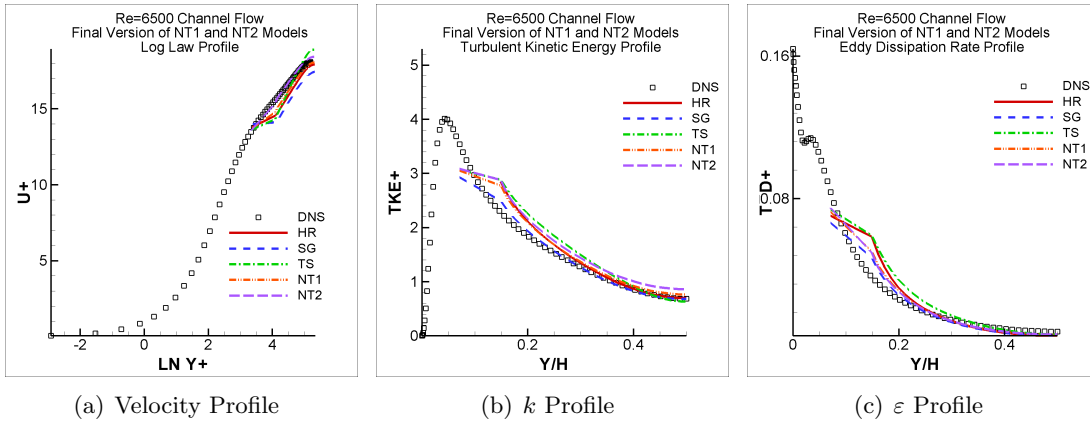 Re=6500 Channel Flow
Final Version of NT1 and NT2 Models
Log Law Profile
U+
15
10
5
-2
0
2
4
LN Y+
DNS
HR
SG
TS
NT1
NT2
(a) Velocity Profile
Re=6500 Channel Flow
Final Version of NT1 and NT2 Models
Turbulent Kinetic Energy Profile
TKE+
5
4
3
2
1
0
0.2
0.4
Y/H
DNS
HR
SG
TS
NT1
NT2
(b) k Profile
Re=6500 Channel Flow
Final Version of NT1 and NT2 Models
Eddy Dissipation Rate Profile
0.16
0.08
0
0.2
0.4
Y/H
DNS
HR
SG
TS
NT1
NT2
(c) ε Profile